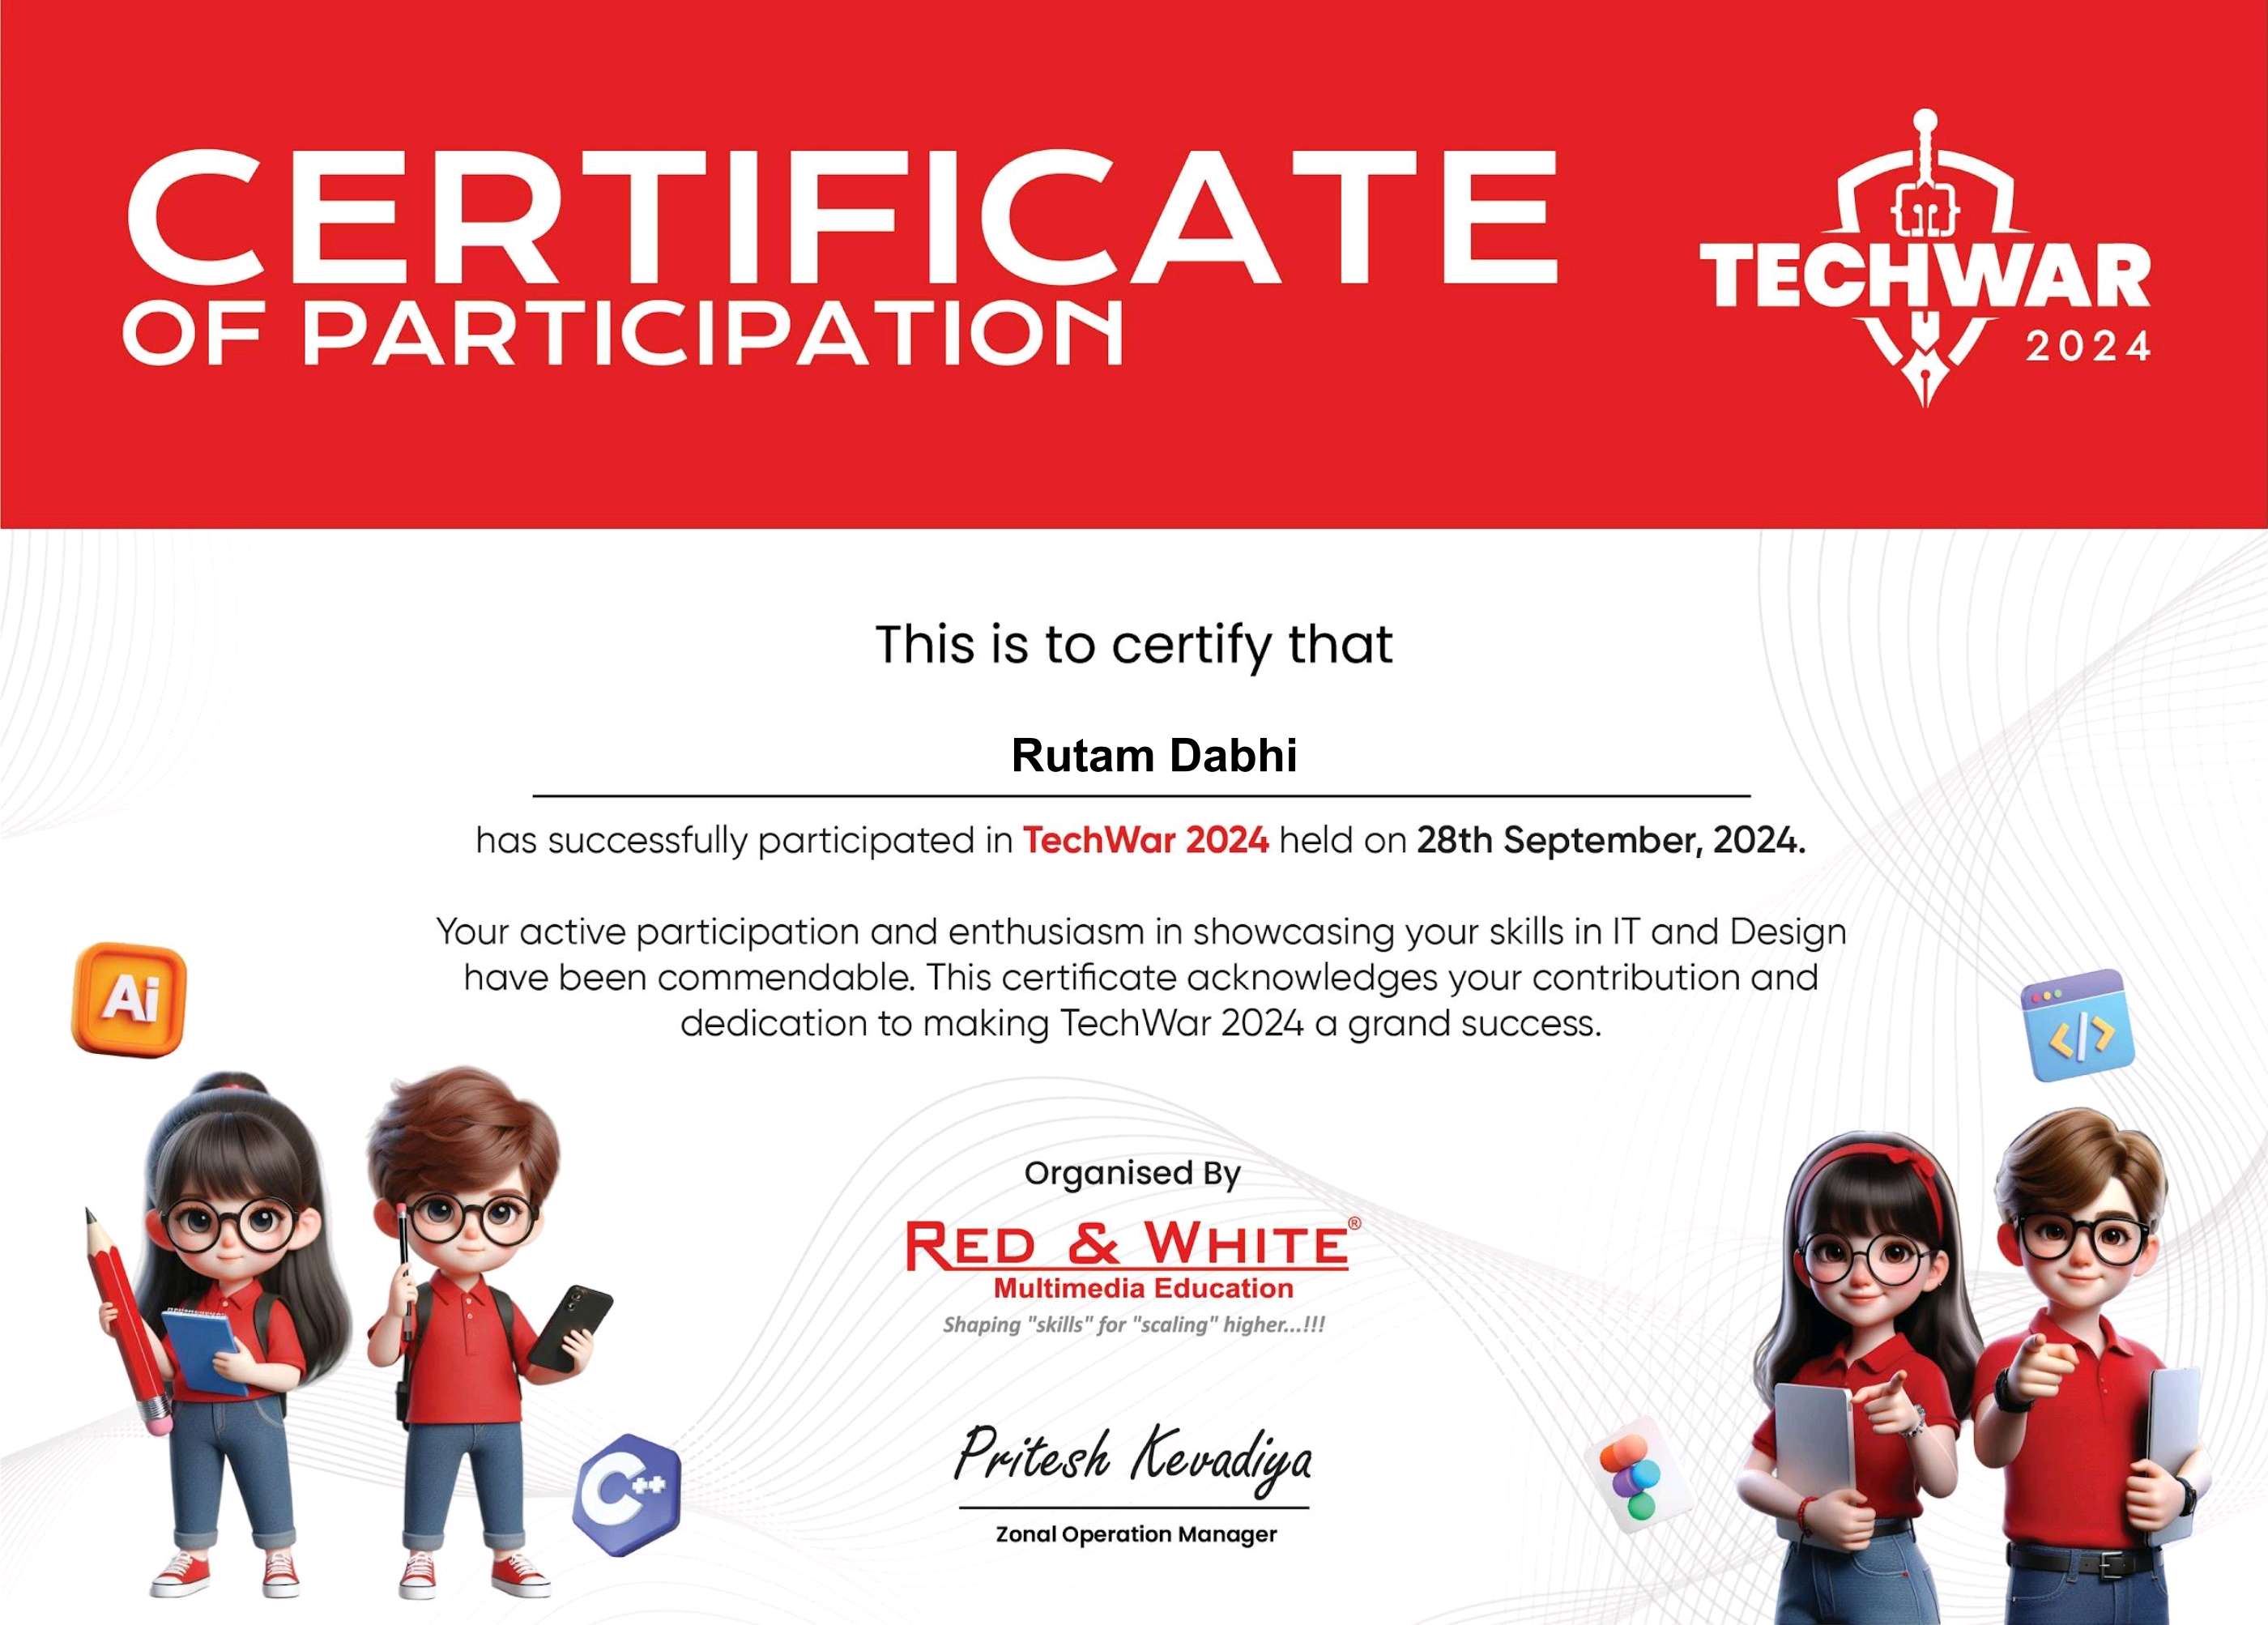 CERTIFICATE
OF PARTICIPATION
TECHWAR
2024
This is to certify that
Rutam Dabhi
has successfully participated in TechWar 2024 held on 28th September, 2024.
Your active participation and enthusiasm in showcasing your skills in IT and Design
have been commendable. This certificate acknowledges your contribution and
dedication to making TechWar 2024 a grand success.
Ai
</>
Organised By
RED & WHITE®
Multimedia Education
Shaping "skills" for "scaling" higher...!!!
C++
Pritesh Kevadiya
Zonal Operation Manager